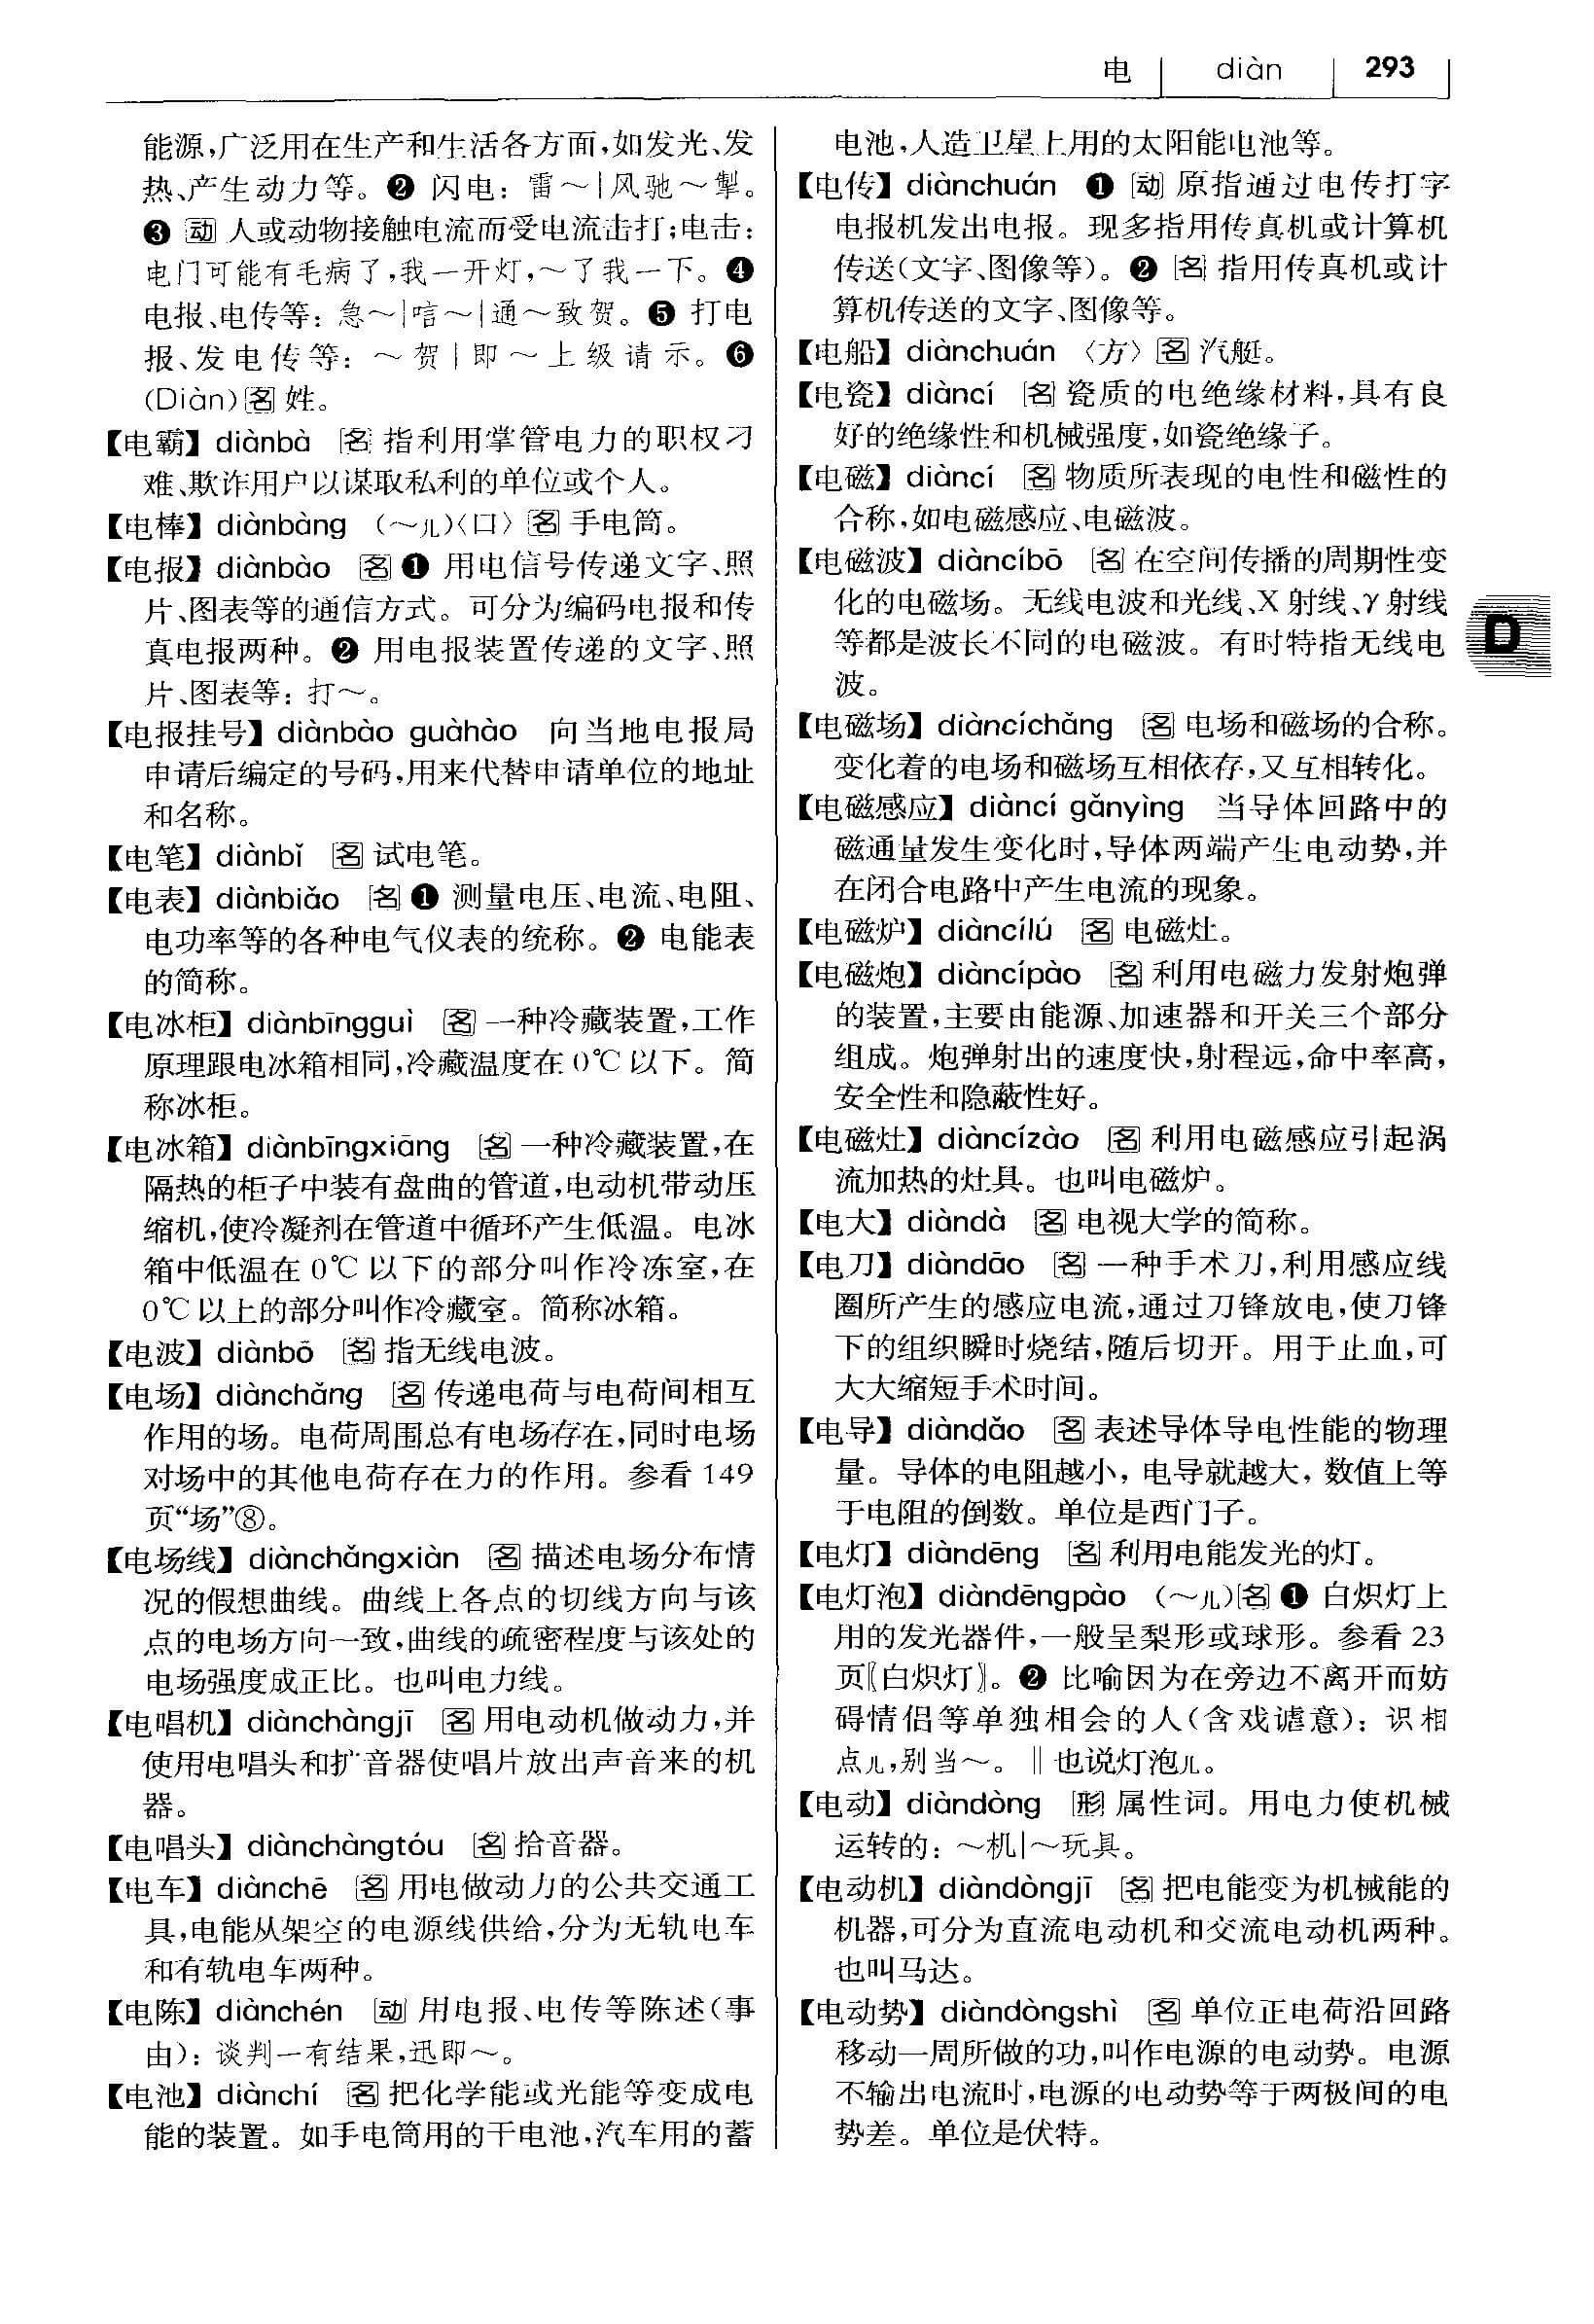 电 diàn 293
能源,广泛用在生产和生活各方面,如发光、发
热、产生动力等。❷ 闪电:雷～|风驰～掣。
❸ 动 人或动物接触电流而受电流击打;电击:
电门可能有毛病了,我一开灯,～了我一下。❹
电报、电传等:急～|唁～|通～致贺。❺ 打电
报、发电传等:～贺|即～上级请示。❻
(Diàn)名 姓。
【电霸】diànbà 名 指利用掌管电力的职权刁
难、欺诈用户以谋取私利的单位或个人。
【电棒】diànbàng (～儿)〈口〉名 手电筒。
【电报】diànbào 名 ❶ 用电信号传递文字、照
片、图表等的通信方式。可分为编码电报和传
真电报两种。❷ 用电报装置传递的文字、照
片、图表等:打～。
【电报挂号】diànbào guàhào 向当地电报局
申请后编定的号码,用来代替申请单位的地址
和名称。
【电笔】diànbǐ 名 试电笔。
【电表】diànbiǎo 名 ❶ 测量电压、电流、电阻、
电功率等的各种电气仪表的统称。❷ 电能表
的简称。
【电冰柜】diànbīngguì 名 一种冷藏装置,工作
原理跟电冰箱相同,冷藏温度在 0℃ 以下。简
称冰柜。
【电冰箱】diànbīngxiāng 名 一种冷藏装置,在
隔热的柜子中装有盘曲的管道,电动机带动压
缩机,使冷凝剂在管道中循环产生低温。电冰
箱中低温在 0℃ 以下的部分叫作冷冻室,在
0℃ 以上的部分叫作冷藏室。简称冰箱。
【电波】diànbō 名 指无线电波。
【电场】diànchǎng 名 传递电荷与电荷间相互
作用的场。电荷周围总有电场存在,同时电场
对场中的其他电荷存在力的作用。参看 149
页“场”⑧。
【电场线】diànchǎngxiàn 名 描述电场分布情
况的假想曲线。曲线上各点的切线方向与该
点的电场方向一致,曲线的疏密程度与该处的
电场强度成正比。也叫电力线。
【电唱机】diànchàngjī 名 用电动机做动力,并
使用电唱头和扩音器使唱片放出声音来的机
器。
【电唱头】diànchàngtóu 名 拾音器。
【电车】diànchē 名 用电做动力的公共交通工
具,电能从架空的电源线供给,分为无轨电车
和有轨电车两种。
【电陈】diànchén 动 用电报、电传等陈述(事
由):谈判一有结果,迅即～。
【电池】diànchí 名 把化学能或光能等变成电
能的装置。如手电筒用的干电池,汽车用的蓄
电池,人造卫星上用的太阳能电池等。
【电传】diànchuán ❶ 动 原指通过电传打字
电报机发出电报。现多指用传真机或计算机
传送(文字、图像等)。❷ 名 指用传真机或计
算机传送的文字、图像等。
【电船】diànchuán 〈方〉名 汽艇。
【电瓷】diàncí 名 瓷质的电绝缘材料,具有良
好的绝缘性和机械强度,如瓷绝缘子。
【电磁】diàncí 名 物质所表现的电性和磁性的
合称,如电磁感应、电磁波。
【电磁波】diàncíbō 名 在空间传播的周期性变
化的电磁场。无线电波和光线、X 射线、γ 射线
等都是波长不同的电磁波。有时特指无线电
波。
【电磁场】diàncíchǎng 名 电场和磁场的合称。
变化着的电场和磁场互相依存,又互相转化。
【电磁感应】diàncí gǎnyìng 当导体回路中的
磁通量发生变化时,导体两端产生电动势,并
在闭合电路中产生电流的现象。
【电磁炉】diàncílú 名 电磁灶。
【电磁炮】diàncípào 名 利用电磁力发射炮弹
的装置,主要由能源、加速器和开关三个部分
组成。炮弹射出的速度快,射程远,命中率高,
安全性和隐蔽性好。
【电磁灶】diàncízào 名 利用电磁感应引起涡
流加热的灶具。也叫电磁炉。
【电大】diàndà 名 电视大学的简称。
【电刀】diàndāo 名 一种手术刀,利用感应线
圈所产生的感应电流,通过刀锋放电,使刀锋
下的组织瞬时烧结,随后切开。用于止血,可
大大缩短手术时间。
【电导】diàndǎo 名 表述导体导电性能的物理
量。导体的电阻越小,电导就越大,数值上等
于电阻的倒数。单位是西门子。
【电灯】diàndēng 名 利用电能发光的灯。
【电灯泡】diàndēngpào (～儿)名 ❶ 白炽灯上
用的发光器件,一般呈梨形或球形。参看 23
页〖白炽灯〗。❷ 比喻因为在旁边不离开而妨
碍情侣等单独相会的人(含戏谑意):识相
点儿,别当～。‖也说灯泡儿。
【电动】diàndòng 形 属性词。用电力使机械
运转的:～机|～玩具。
【电动机】diàndòngjī 名 把电能变为机械能的
机器,可分为直流电动机和交流电动机两种。
也叫马达。
【电动势】diàndòngshì 名 单位正电荷沿回路
移动一周所做的功,叫作电源的电动势。电源
不输出电流时,电源的电动势等于两极间的电
势差。单位是伏特。
D